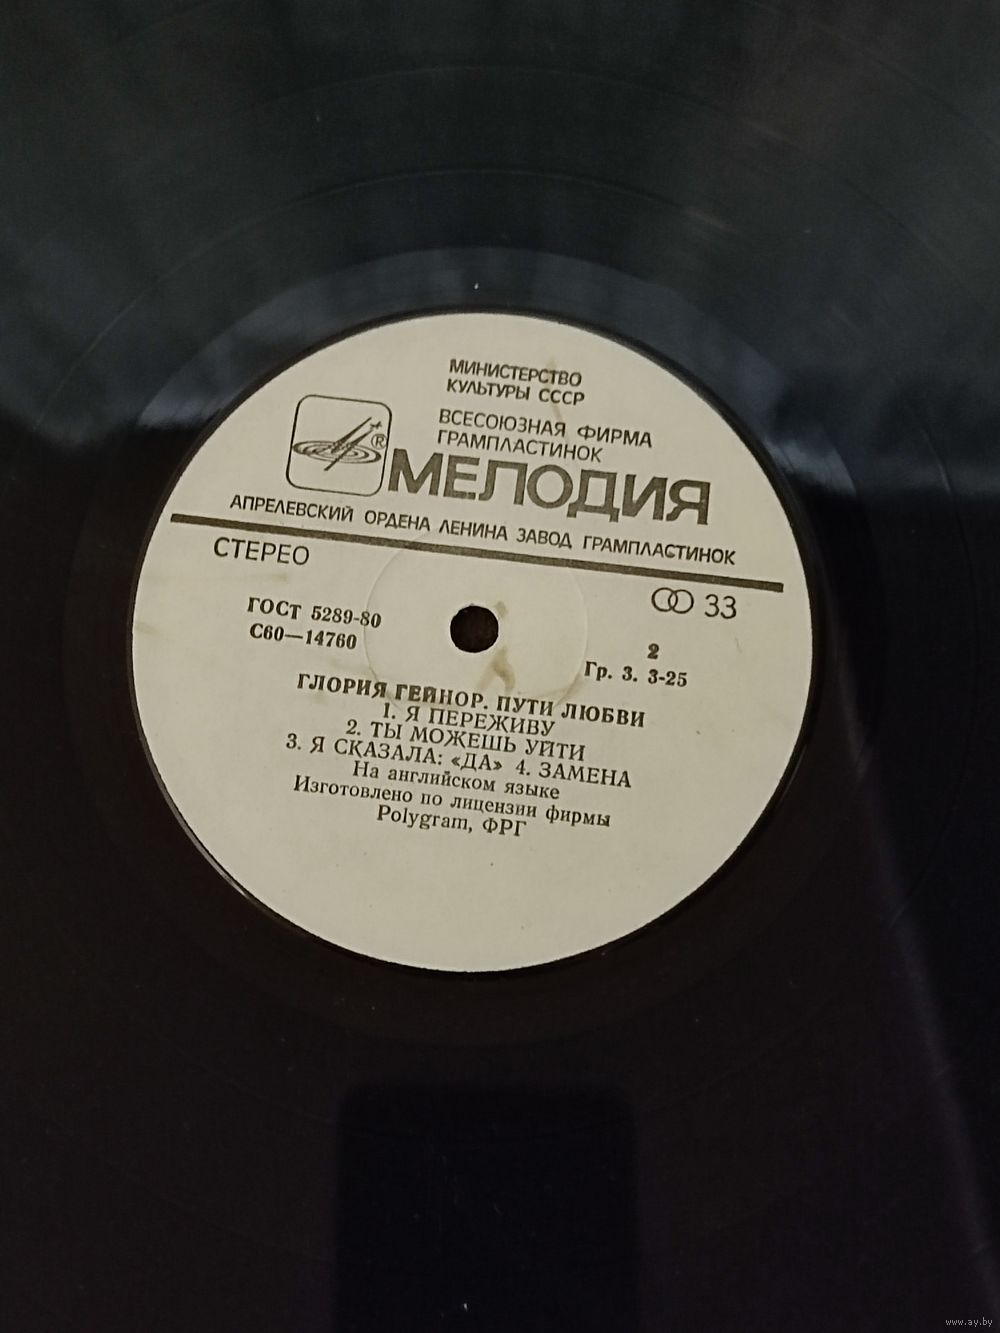 МИНИСТЕРСТВО
КУЛЬТУРЫ СССР
ВСЕСОЮЗНАЯ ФИРМА
ГРАМПЛАСТИНОК
®
МЕЛОДИЯ
АПРЕЛЕВСКИЙ ОРДЕНА ЛЕНИНА ЗАВОД ГРАМПЛАСТИНОК
СТЕРЕО
33
ГОСТ 5289-80
С60—14760
2
Гр. 3. 3-25
ГЛОРИЯ ГЕЙНОР. ПУТИ ЛЮБВИ
1. Я ПЕРЕЖИВУ
2. ТЫ МОЖЕШЬ УЙТИ
3. Я СКАЗАЛА: «ДА» 4. ЗАМЕНА
На английском языке
Изготовлено по лицензии фирмы
Polygram, ФРГ
www.ay.by